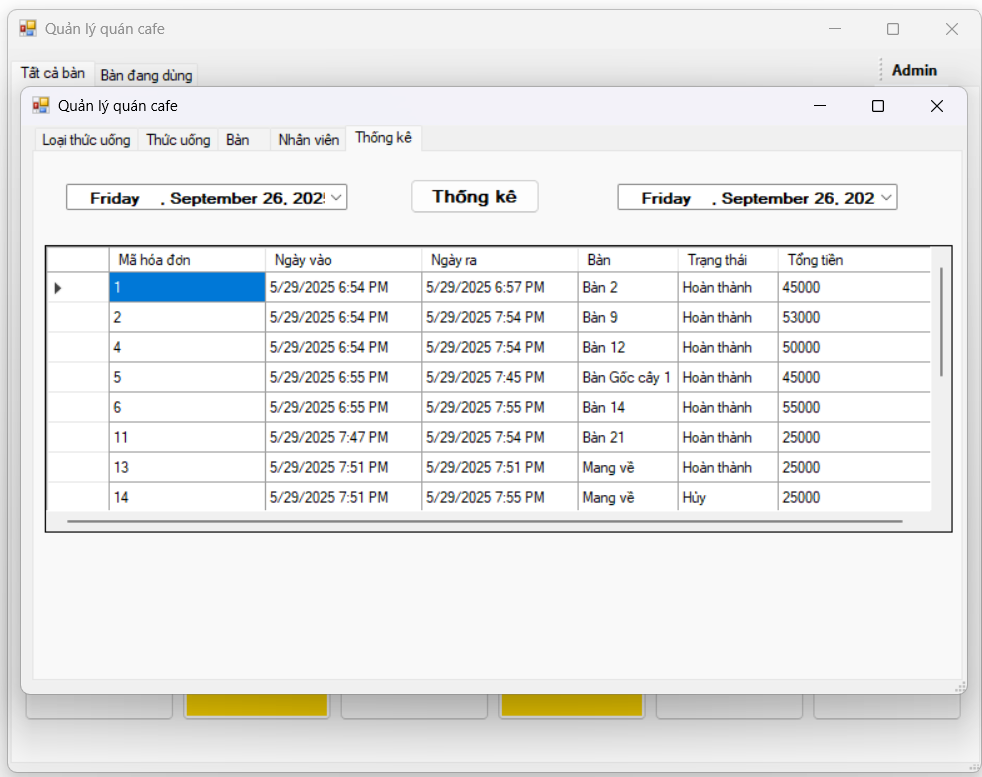 Quản lý quán cafe
Tất cả bàn Bàn đang dùng Admin
Quản lý quán cafe
Loại thức uống Thức uống Bàn Nhân viên Thống kê
Friday , September 26, 2025 Thống kê Friday , September 26, 202
Mã hóa đơn Ngày vào Ngày ra Bàn Trạng thái Tổng tiền
1 5/29/2025 6:54 PM 5/29/2025 6:57 PM Bàn 2 Hoàn thành 45000
2 5/29/2025 6:54 PM 5/29/2025 7:54 PM Bàn 9 Hoàn thành 53000
4 5/29/2025 6:54 PM 5/29/2025 7:54 PM Bàn 12 Hoàn thành 50000
5 5/29/2025 6:55 PM 5/29/2025 7:45 PM Bàn Gốc cây 1 Hoàn thành 45000
6 5/29/2025 6:55 PM 5/29/2025 7:55 PM Bàn 14 Hoàn thành 55000
11 5/29/2025 7:47 PM 5/29/2025 7:54 PM Bàn 21 Hoàn thành 25000
13 5/29/2025 7:51 PM 5/29/2025 7:51 PM Mang về Hoàn thành 25000
14 5/29/2025 7:51 PM 5/29/2025 7:55 PM Mang về Hủy 25000